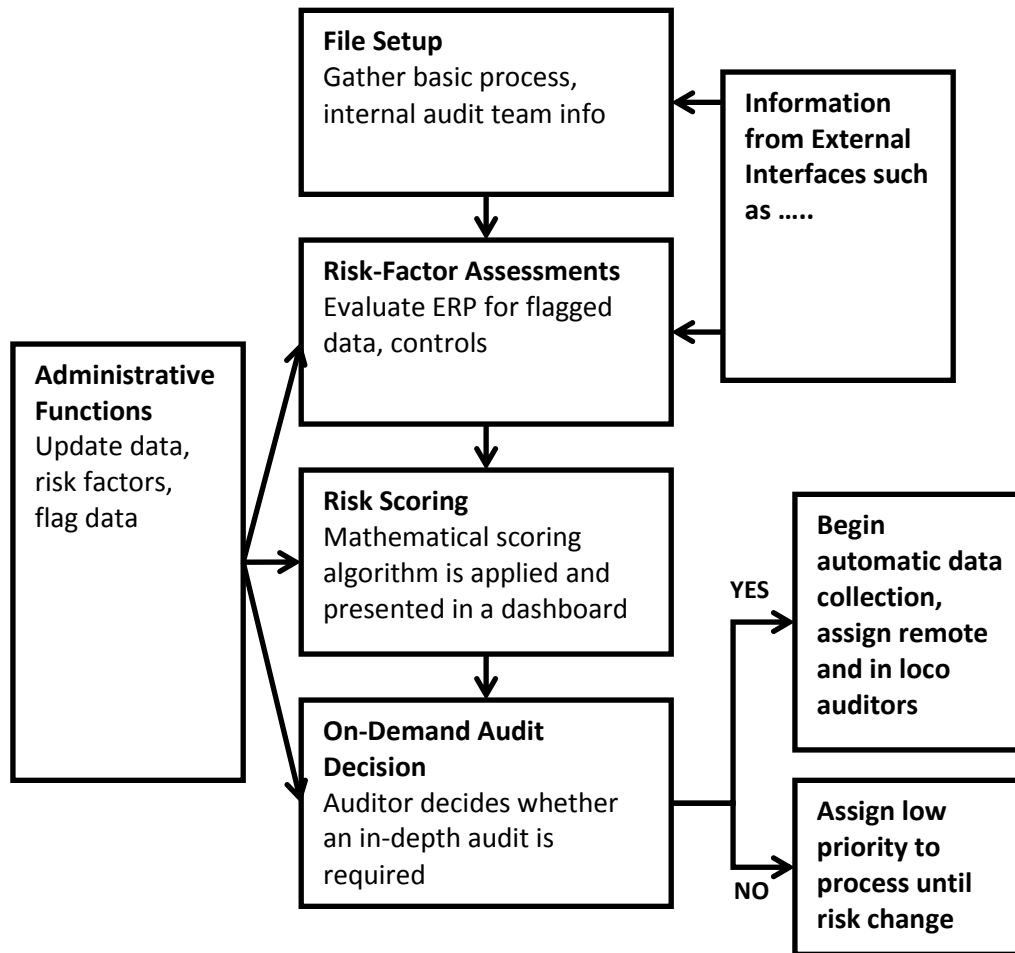 File Setup
Gather basic process,
internal audit team info
Information
from External
Interfaces such
as …..
Risk-Factor Assessments
Evaluate ERP for flagged
data, controls
Administrative
Functions
Update data,
risk factors,
flag data
Risk Scoring
Mathematical scoring
algorithm is applied and
presented in a dashboard
On-Demand Audit
Decision
Auditor decides whether
an in-depth audit is
required
YES
Begin
automatic data
collection,
assign remote
and in loco
auditors
NO
Assign low
priority to
process until
risk change